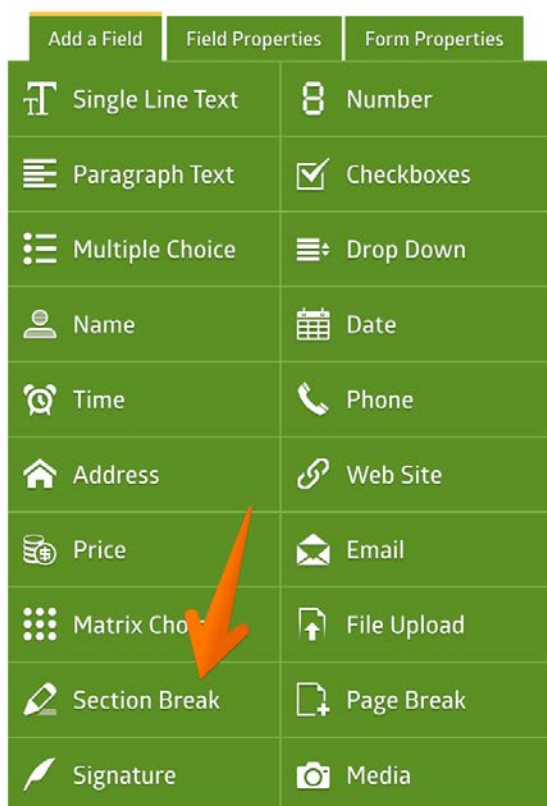 Add a Field Field Properties Form Properties
Single Line Text Number
Paragraph Text Checkboxes
Multiple Choice Drop Down
Name Date
Time Phone
Address Web Site
Price Email
Matrix File Upload
Section Break Page Break
Signature Media